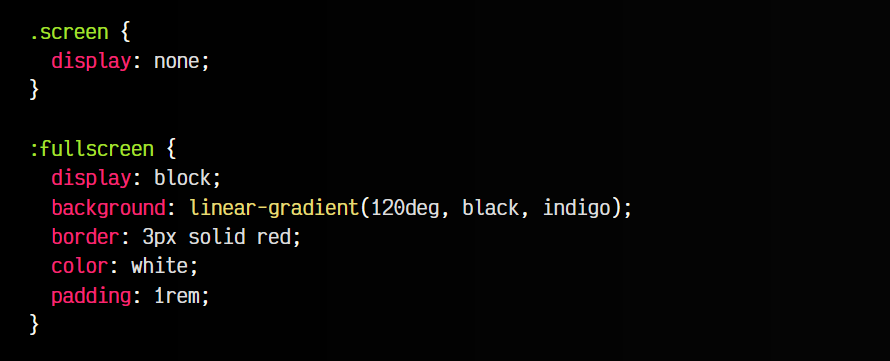 .screen {
  display: none;
}

:fullscreen {
  display: block;
  background: linear-gradient(120deg, black, indigo);
  border: 3px solid red;
  color: white;
  padding: 1rem;
}